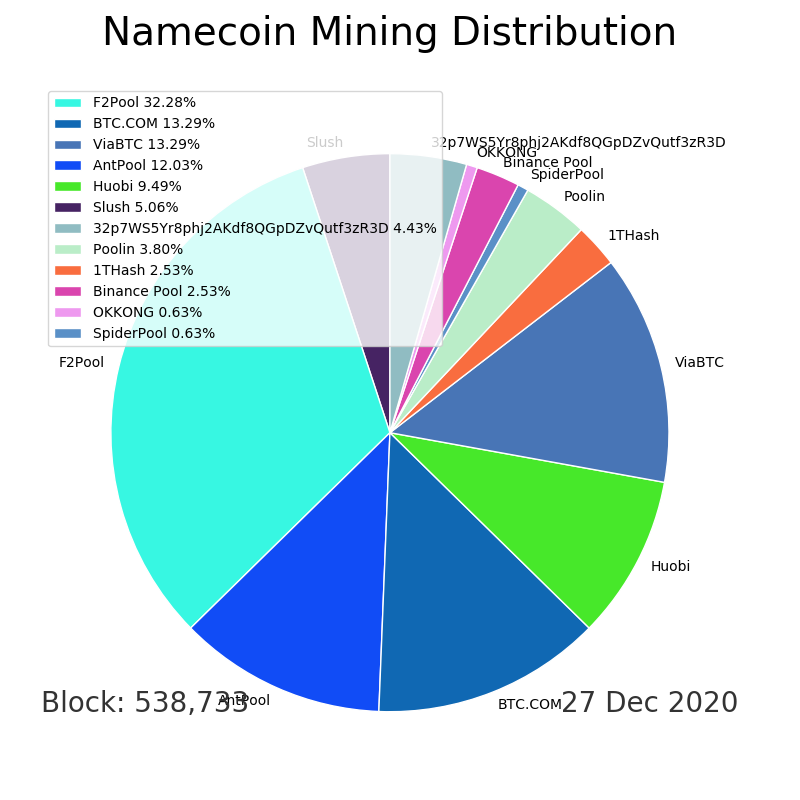 Namecoin Mining Distribution
F2Pool 32.28%
BTC.COM 13.29%
ViaBTC 13.29%
AntPool 12.03%
Huobi 9.49%
Slush 5.06%
32p7WS5Yr8phj2AKdf8QGpDZvQutf3zR3D 4.43%
Poolin 3.80%
1THash 2.53%
Binance Pool 2.53%
OKKONG 0.63%
SpiderPool 0.63%
Slush
32p7WS5Yr8phj2AKdf8QGpDZvQutf3zR3D
OKKONG
Binance Pool
SpiderPool
Poolin
1THash
ViaBTC
F2Pool
Huobi
AntPool
BTC.COM
Block: 538,733
27 Dec 2020